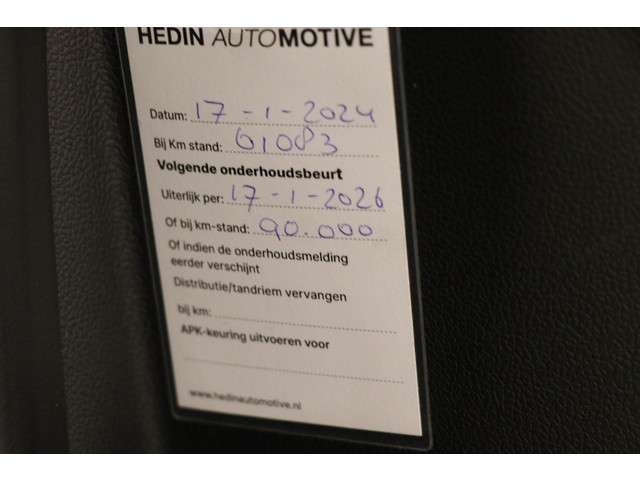 HEDIN AUTOMOTIVE
Datum: 17-1-2024
Bij Km stand: 61083
Volgende onderhoudsbeurt
Uiterlijk per: 17-1-2026
Of bij km-stand: 90.000
Of indien de onderhoudsmelding
eerder verschijnt
Distributie/tandriem vervangen
bij km:
APK-keuring uitvoeren voor
www.hedinautomotive.nl